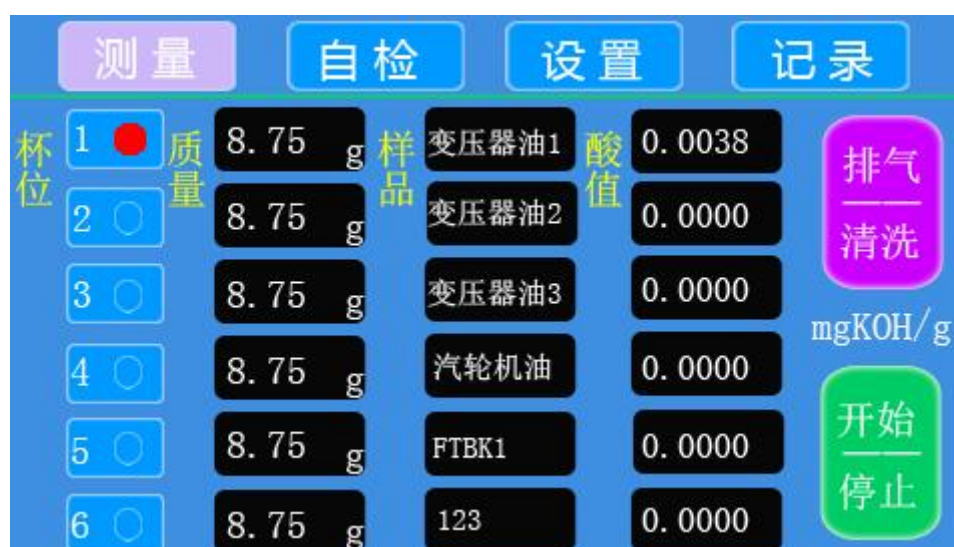 测量 自检 设置 记录
杯位 质量 样品 酸值
1 8.75 g 变压器油1 0.0038
2 8.75 g 变压器油2 0.0000
3 8.75 g 变压器油3 0.0000
4 8.75 g 汽轮机油 0.0000
5 8.75 g FTBK1 0.0000
6 8.75 g 123 0.0000
排气
清洗
mgKOH/g
开始
停止